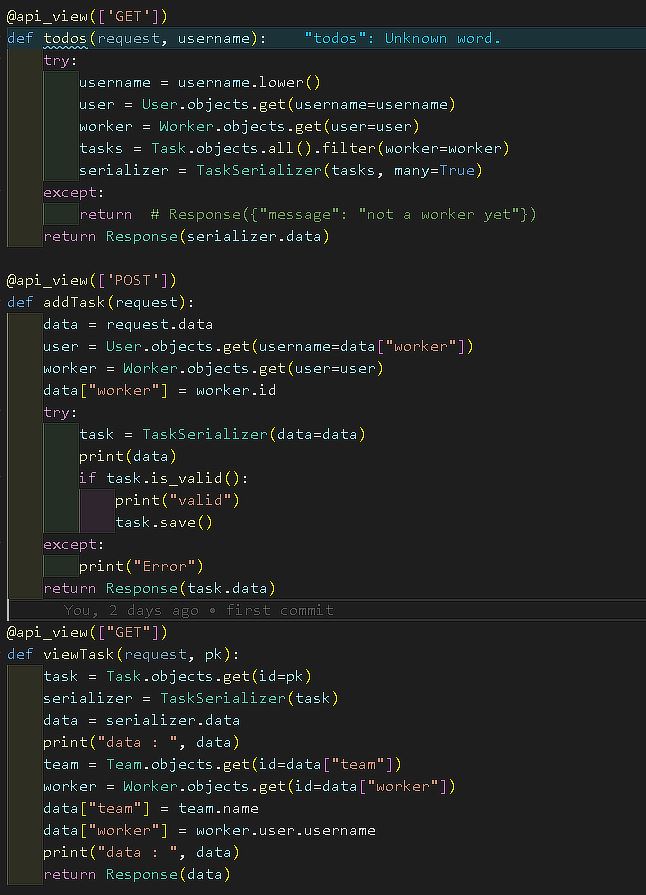 @api_view(['GET'])
def todos(request, username):    "todos": Unknown word.
    try:
        username = username.lower()
        user = User.objects.get(username=username)
        worker = Worker.objects.get(user=user)
        tasks = Task.objects.all().filter(worker=worker)
        serializer = TaskSerializer(tasks, many=True)
    except:
        return  # Response({"message": "not a worker yet"})
    return Response(serializer.data)

@api_view(['POST'])
def addTask(request):
    data = request.data
    user = User.objects.get(username=data["worker"])
    worker = Worker.objects.get(user=user)
    data["worker"] = worker.id
    try:
        task = TaskSerializer(data=data)
        print(data)
        if task.is_valid():
            print("valid")
            task.save()
    except:
        print("Error")
    return Response(task.data)
      You, 2 days ago • first commit
@api_view(["GET"])
def viewTask(request, pk):
    task = Task.objects.get(id=pk)
    serializer = TaskSerializer(task)
    data = serializer.data
    print("data : ", data)
    team = Team.objects.get(id=data["team"])
    worker = Worker.objects.get(id=data["worker"])
    data["team"] = team.name
    data["worker"] = worker.user.username
    print("data : ", data)
    return Response(data)